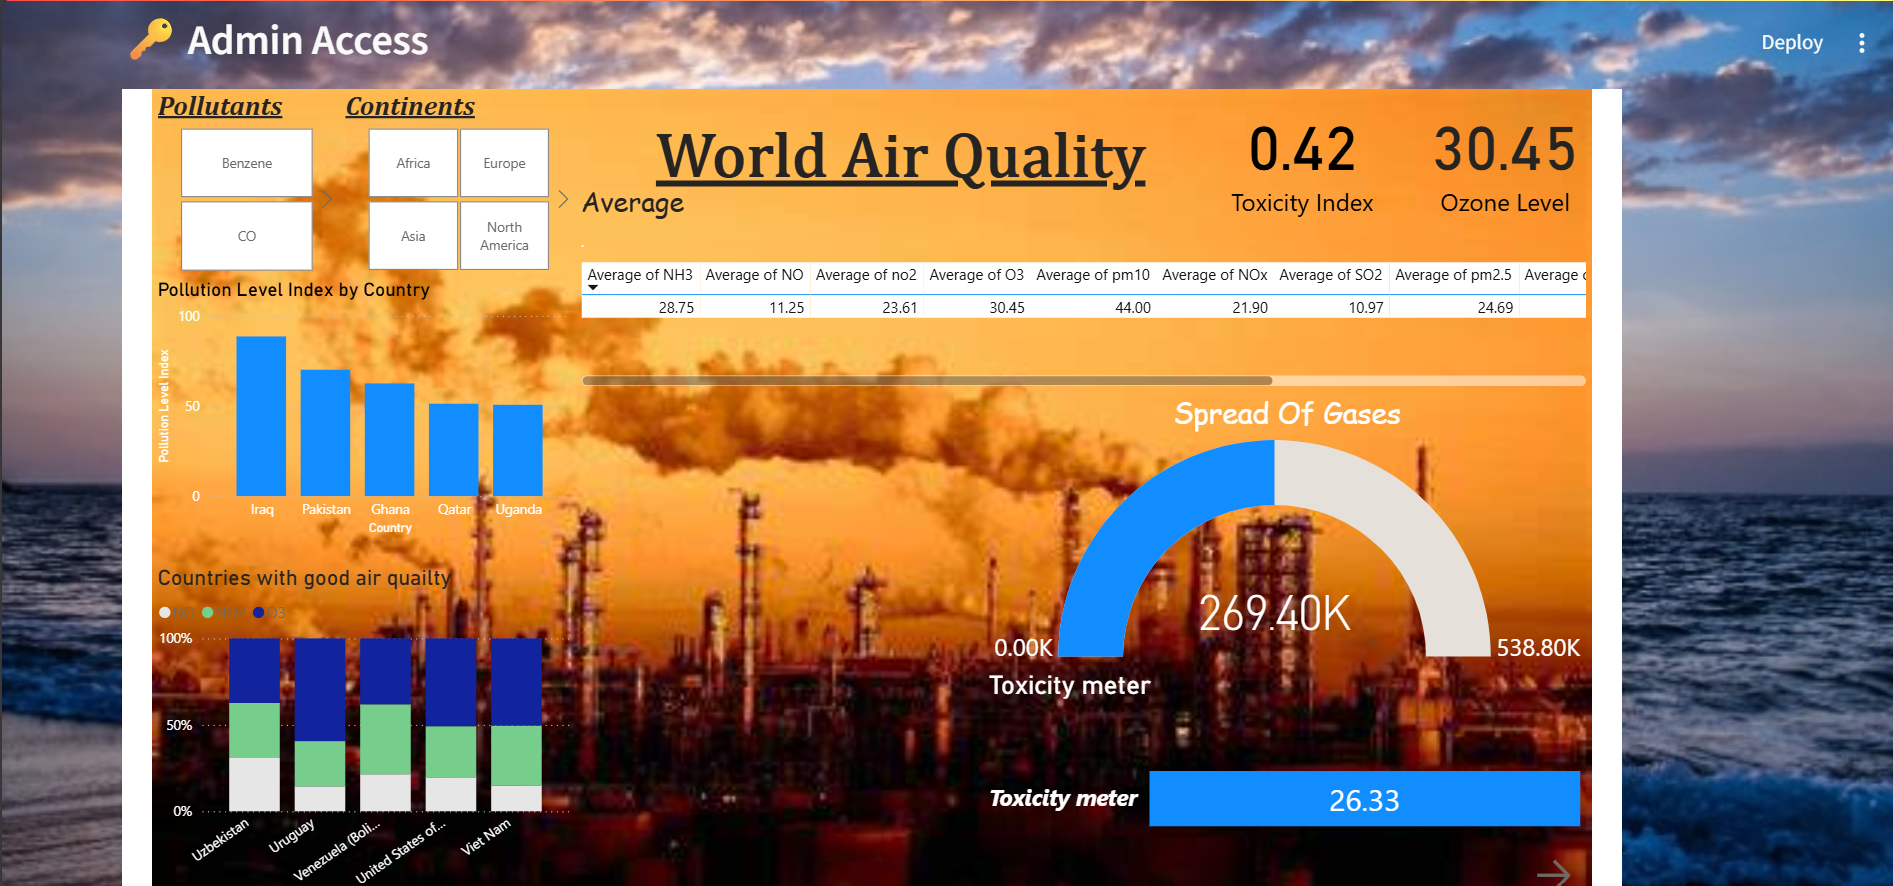 Admin Access
Deploy
Pollutants
Continents
Benzene
CO
Africa
Europe
Asia
North
America
World Air Quality
Average
0.42
Toxicity Index
30.45
Ozone Level
Average of NH3 Average of NO Average of no2 Average of O3 Average of pm10 Average of NOx Average of SO2 Average of pm2.5 Average
28.75 11.25 23.61 30.45 44.00 21.90 10.97 24.69
Pollution Level Index by Country
100
50
0
Pollution Level Index
Iraq Pakistan Ghana Qatar Uganda
Country
Spread Of Gases
269.40K
0.00K
538.80K
Toxicity meter
Countries with good air quailty
O3
100%
50%
0%
Uzbekistan
Uruguay
Venezuela (Boli...
United States of...
Viet Nam
Toxicity meter
26.33